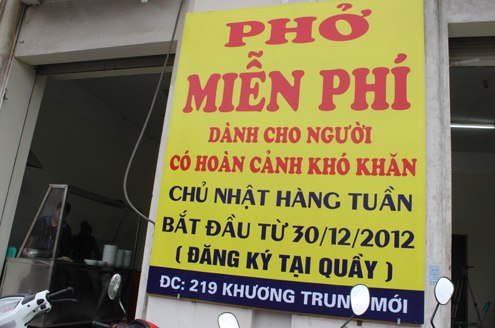 PHỞ
MIỄN PHÍ
DÀNH CHO NGƯỜI
CÓ HOÀN CẢNH KHÓ KHĂN
CHỦ NHẬT HÀNG TUẦN
BẮT ĐẦU TỪ 30/12/2012
( ĐĂNG KÝ TẠI QUẦY )
ĐC: 219 KHƯƠNG TRUNG MỚI